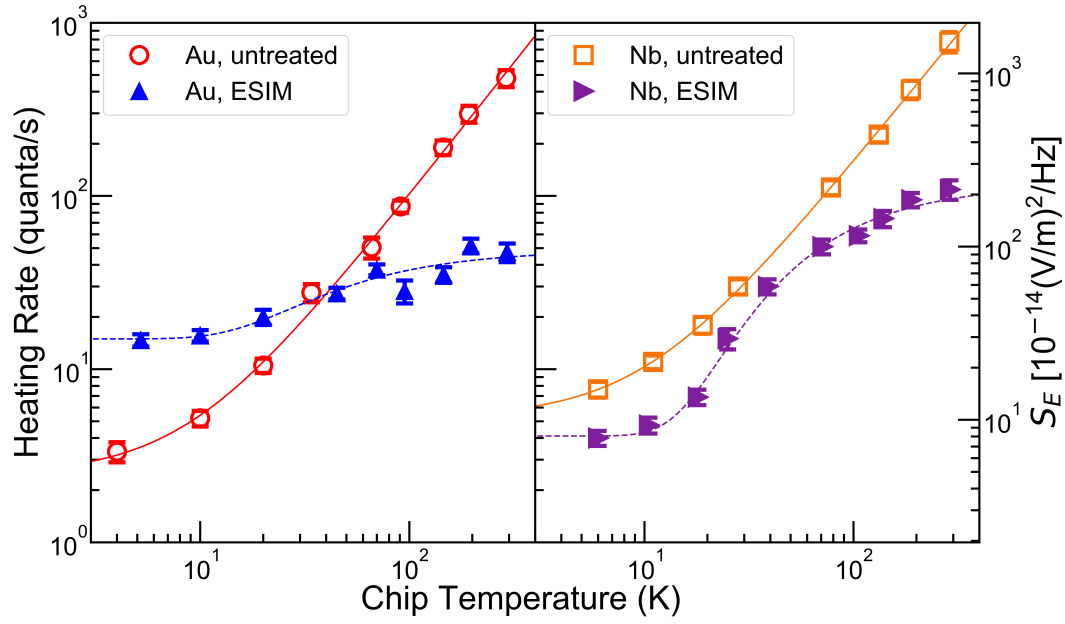 Heating Rate (quanta/s)
10³
10²
10¹
10⁰
Au, untreated
Au, ESIM
Nb, untreated
Nb, ESIM
10³
10²
10¹
S_E [10⁻¹⁴(V/m)²/Hz]
10¹ 10² 10¹ 10²
Chip Temperature (K)